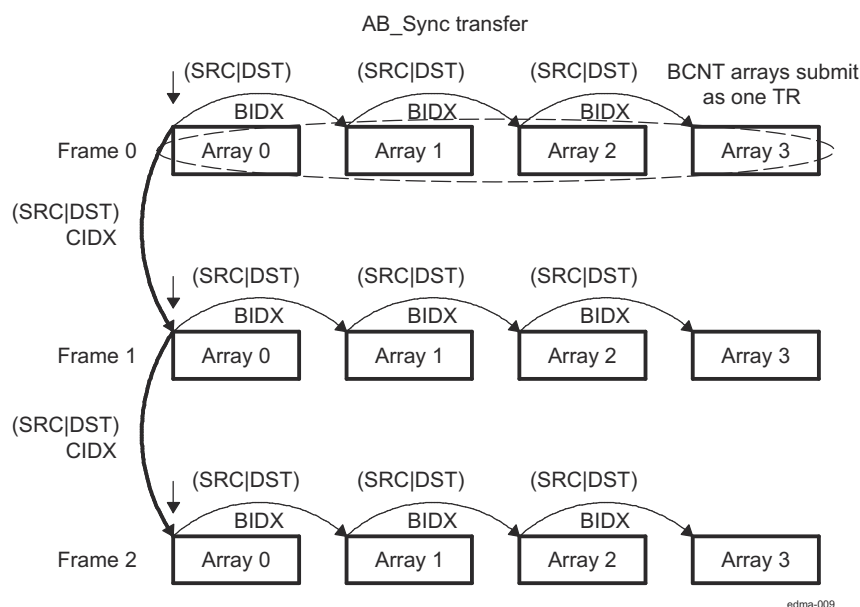 AB_Sync transfer
(SRC|DST) (SRC|DST) (SRC|DST) BCNT arrays submit
as one TR
BIDX BIDX BIDX
Frame 0 Array 0 Array 1 Array 2 Array 3
(SRC|DST)
CIDX
(SRC|DST) (SRC|DST) (SRC|DST)
BIDX BIDX BIDX
Frame 1 Array 0 Array 1 Array 2 Array 3
(SRC|DST)
CIDX
(SRC|DST) (SRC|DST) (SRC|DST)
BIDX BIDX BIDX
Frame 2 Array 0 Array 1 Array 2 Array 3
edma-009